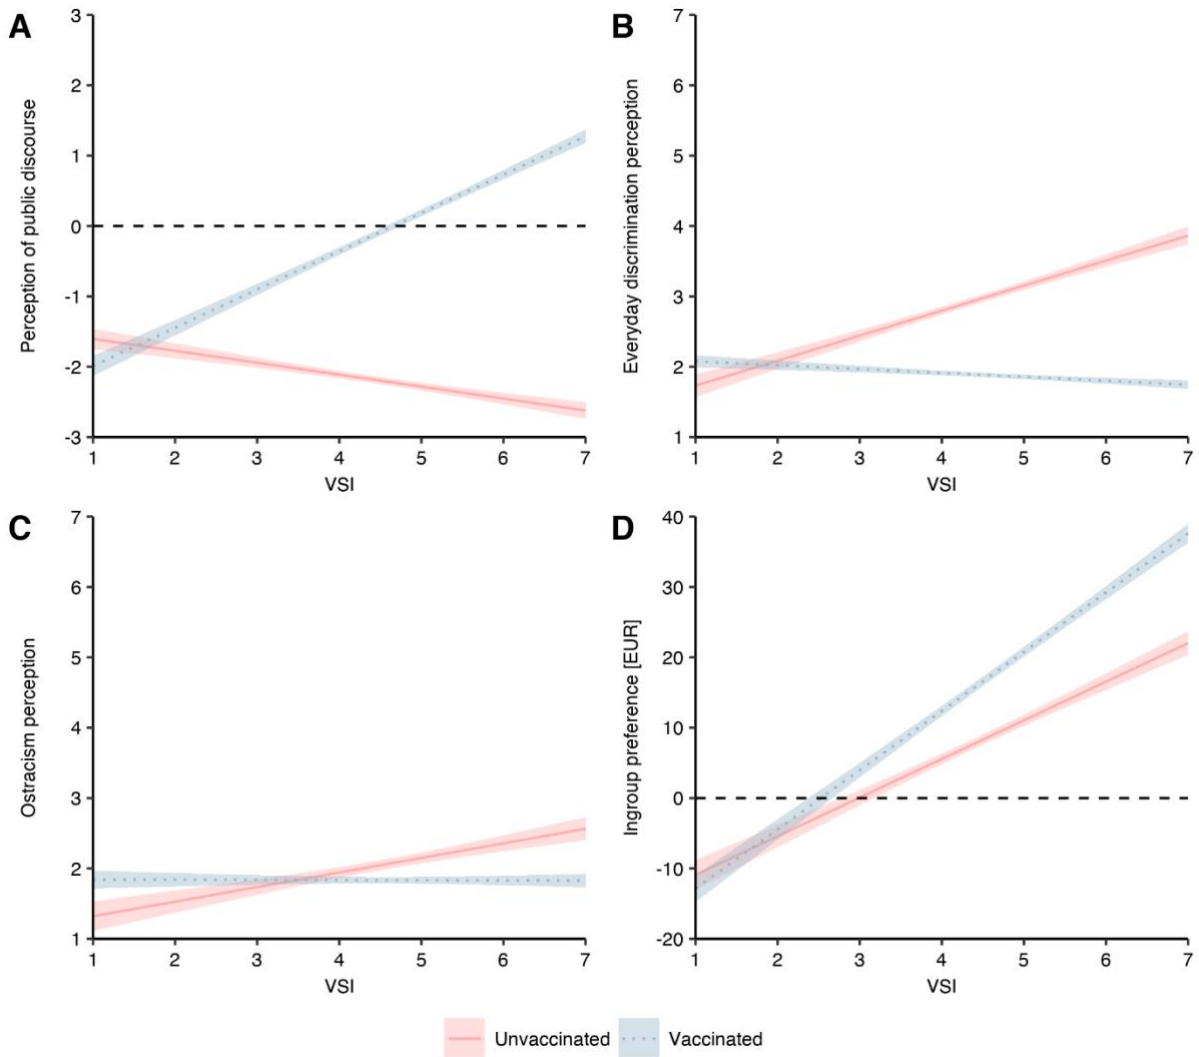 A
Perception of public discourse
3
2
1
0
-1
-2
-3
1 2 3 4 5 6 7
VSI
B
Everyday discrimination perception
7
6
5
4
3
2
1
1 2 3 4 5 6 7
VSI
C
Ostracism perception
7
6
5
4
3
2
1
1 2 3 4 5 6 7
VSI
D
Ingroup preference [EUR]
40
30
20
10
0
-10
-20
1 2 3 4 5 6 7
VSI
Unvaccinated Vaccinated